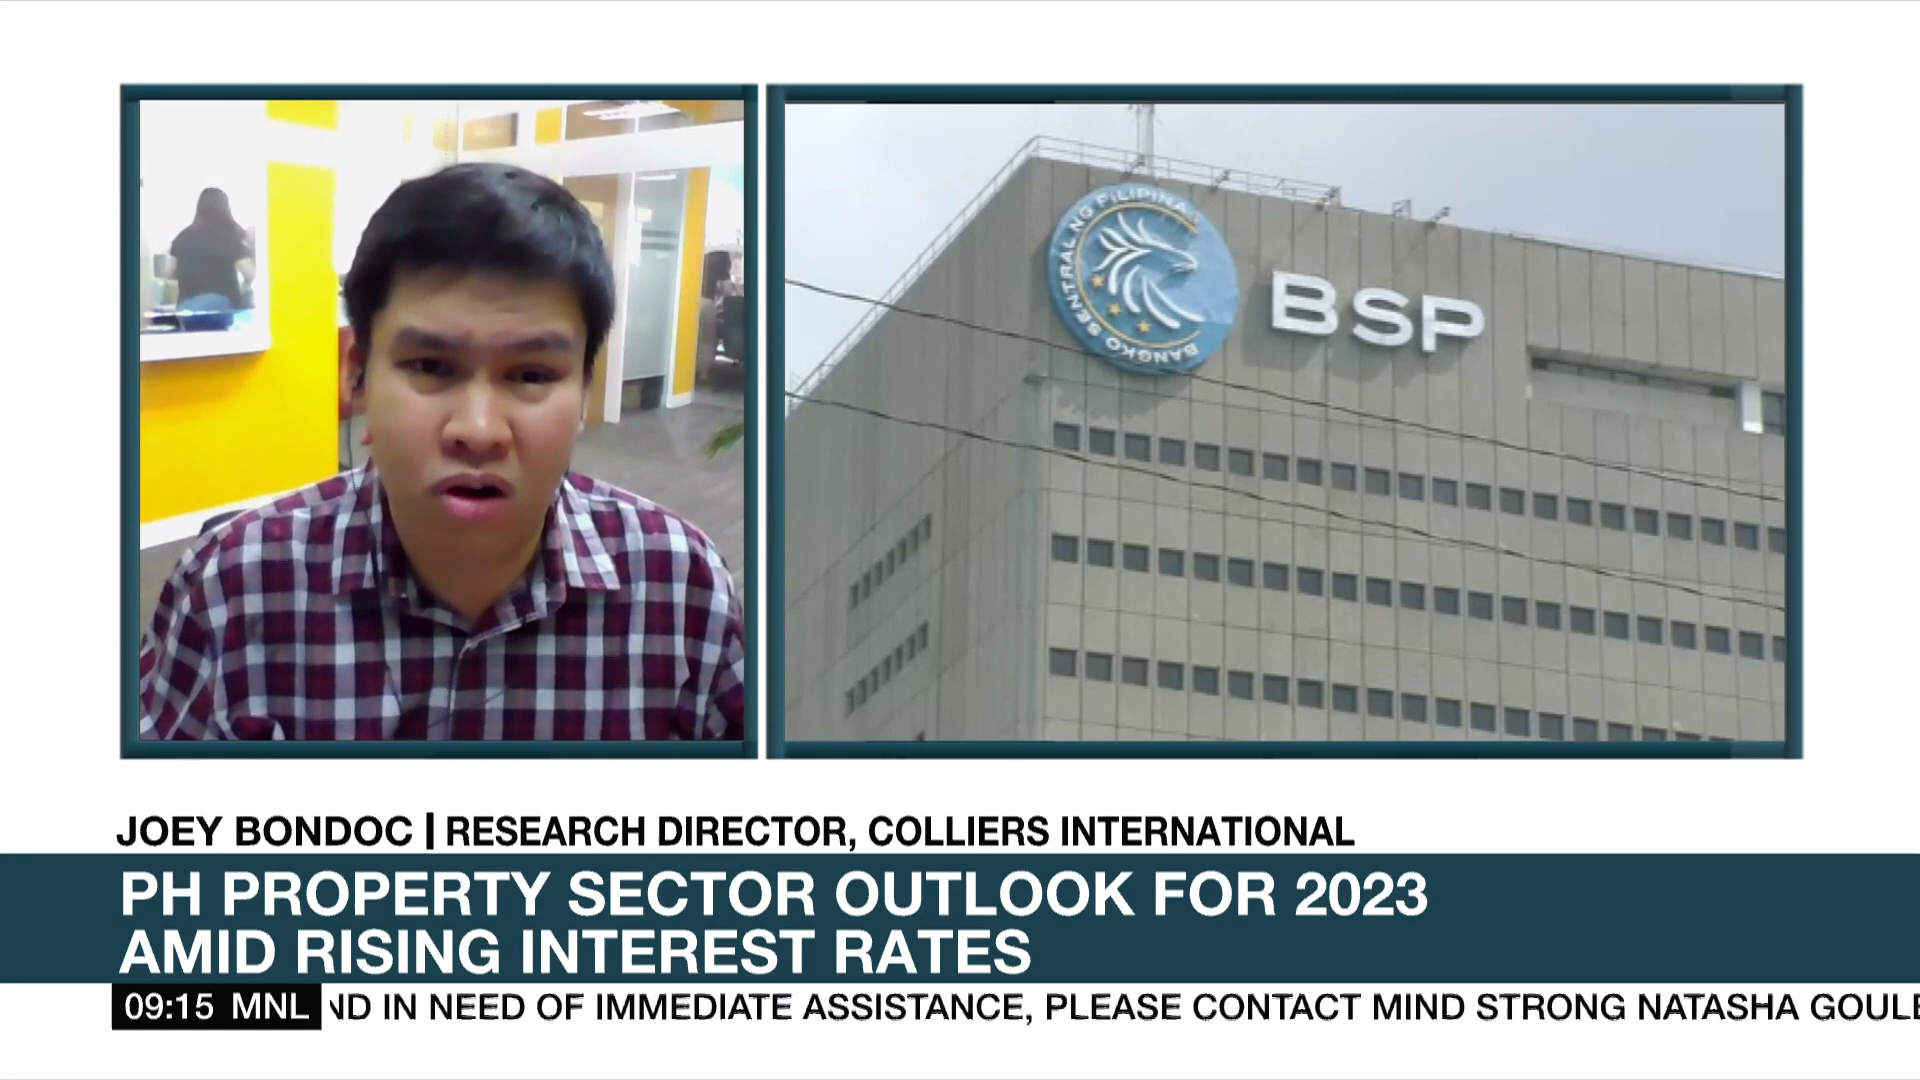 BANGKO SENTRAL NG PILIPINAS
BSP
JOEY BONDOC | RESEARCH DIRECTOR, COLLIERS INTERNATIONAL
PH PROPERTY SECTOR OUTLOOK FOR 2023
AMID RISING INTEREST RATES
09:15 MNL
ND IN NEED OF IMMEDIATE ASSISTANCE, PLEASE CONTACT MIND STRONG NATASHA GOULE